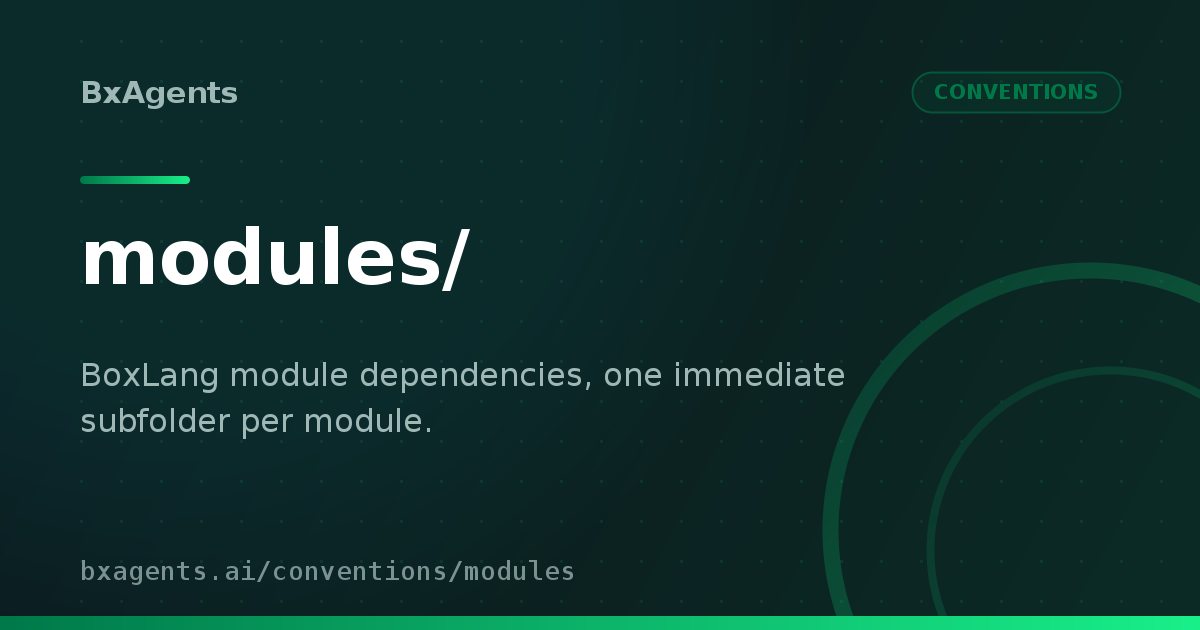 BxAgents
CONVENTIONS
modules/
BoxLang module dependencies, one immediate
subfolder per module.
bxagents.ai/conventions/modules